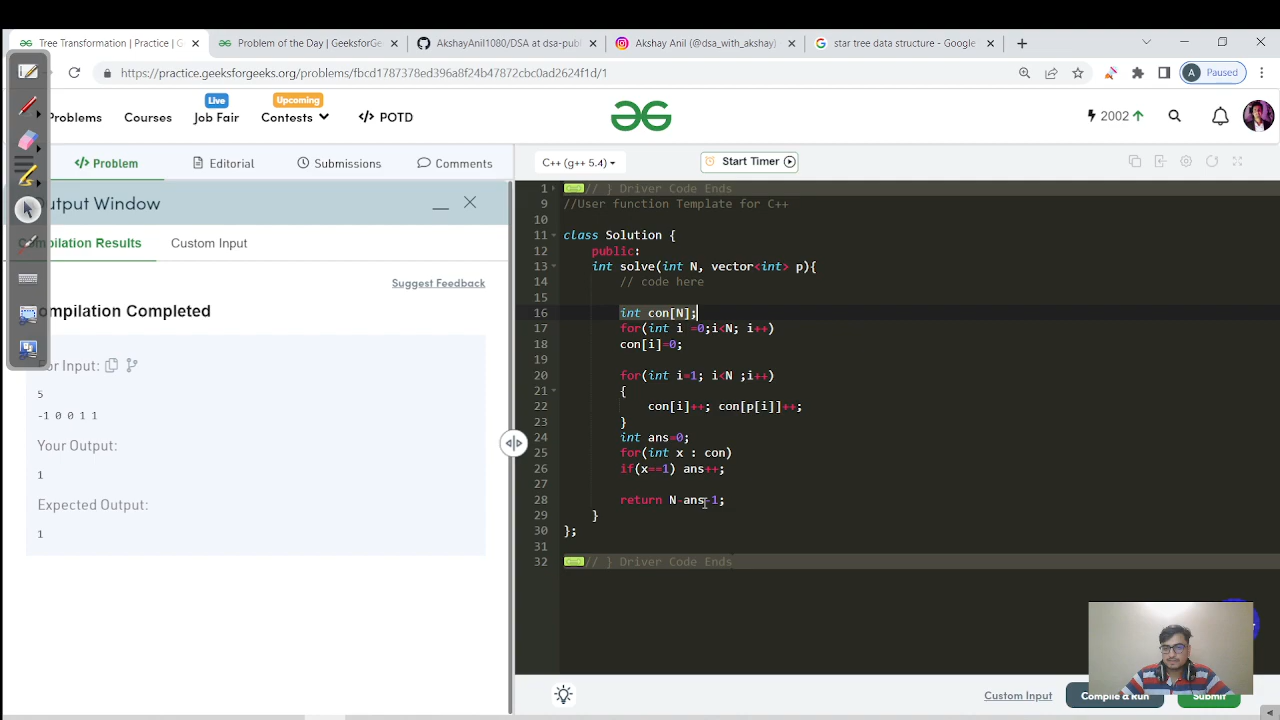 Tree Transformation | Practice | G
Problem of the Day | GeeksforGe
AkshayAnil1080/DSA at dsa-pub
Akshay Anil (@dsa_with_akshay)
star tree data structure - Google
https://practice.geeksforgeeks.org/problems/fbcd1787378ed396a8f24b47872cbc0ad2624f1d/1
A Paused
Problems
Courses
Live
Job Fair
Upcoming
Contests
</> POTD
2002
</> Problem
Editorial
Submissions
Comments
C++ (g++ 5.4)
Start Timer
utput Window
Compilation Results
Custom Input
Suggest Feedback
ompilation Completed
For Input:
5
-1 0 0 1 1
Your Output:
1
Expected Output:
1
1 // } Driver Code Ends
9 //User function Template for C++
10
11 class Solution {
12 public:
13 int solve(int N, vector<int> p){
14 // code here
15
16 int con[N];
17 for(int i =0;i<N; i++)
18 con[i]=0;
19
20 for(int i=1; i<N ;i++)
21 {
22 con[i]++; con[p[i]]++;
23 }
24 int ans=0;
25 for(int x : con)
26 if(x==1) ans++;
27
28 return N-ans-1;
29 }
30 };
31
32 // } Driver Code Ends
Custom Input
Compile & Run
Submit